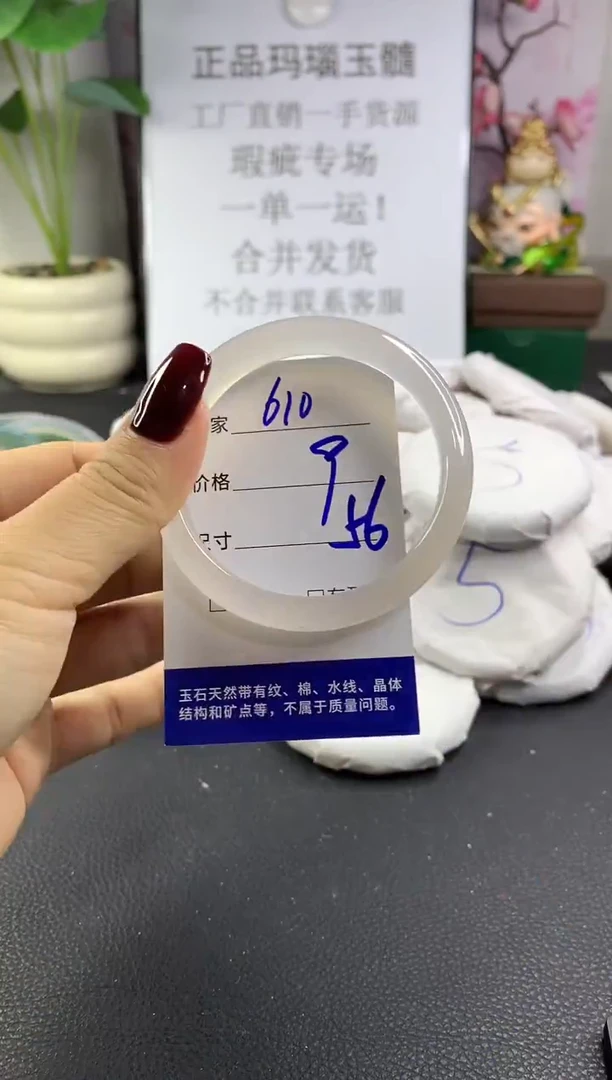 正品玛瑙玉髓
工厂直销一手货源
瑕疵专场
一单一运！
合并发货
不合并联系客服
家 610
价格 9
尺寸 56
玉石天然带有纹、棉、水线、晶体
结构和矿点等，不属于质量问题。
5